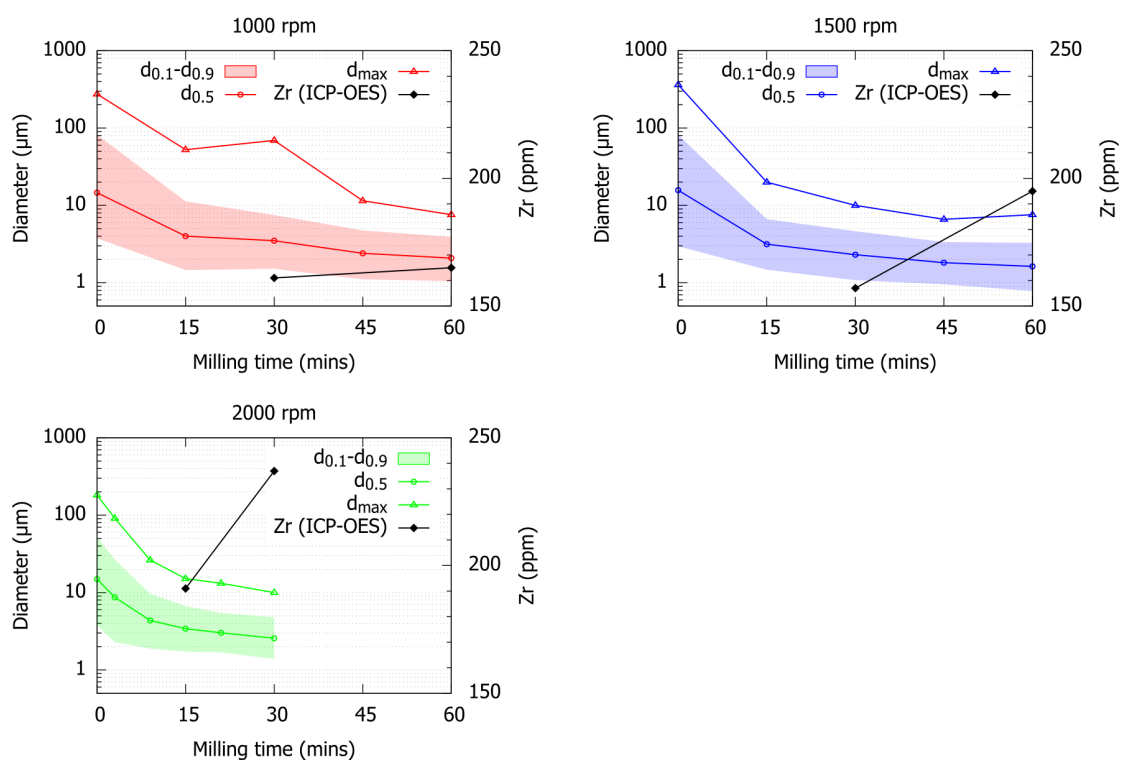 1000 rpm
1000
100
10
1
Diameter (µm)
d0.1-d0.9
d0.5
dmax
Zr (ICP-OES)
250
200
150
Zr (ppm)
0 15 30 45 60
Milling time (mins)
1500 rpm
1000
100
10
1
Diameter (µm)
d0.1-d0.9
d0.5
dmax
Zr (ICP-OES)
250
200
150
Zr (ppm)
0 15 30 45 60
Milling time (mins)
2000 rpm
1000
100
10
1
Diameter (µm)
d0.1-d0.9
d0.5
dmax
Zr (ICP-OES)
250
200
150
Zr (ppm)
0 15 30 45 60
Milling time (mins)